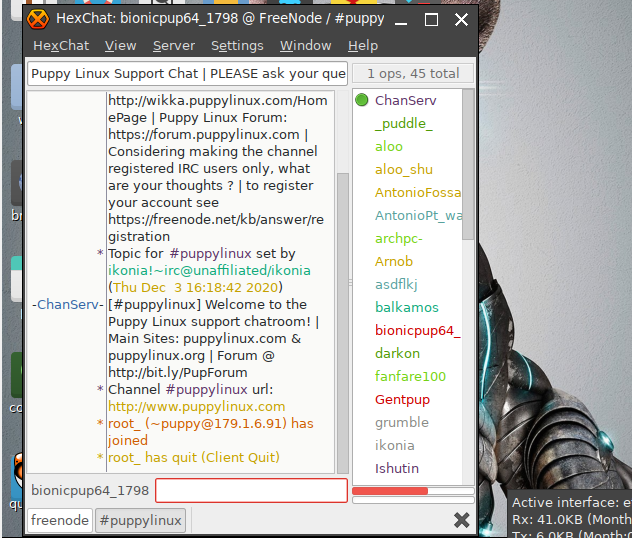 HexChat: bionicpup64_1798 @ FreeNode / #puppy
HexChat View Server Settings Window Help
Puppy Linux Support Chat | PLEASE ask your que
1 ops, 45 total
http://wikka.puppylinux.com/Hom
ePage | Puppy Linux Forum:
https://forum.puppylinux.com |
Considering making the channel
registered IRC users only, what
are your thoughts ? | to register
your account see
https://freenode.net/kb/answer/re
gistration
* Topic for #puppylinux set by
ikonia!~irc@unaffiliated/ikonia
(Thu Dec  3 16:18:42 2020)
-ChanServ- [#puppylinux] Welcome to the
Puppy Linux support chatroom! |
Main Sites: puppylinux.com &
puppylinux.org | Forum @
http://bit.ly/PupForum
* Channel #puppylinux url:
http://www.puppylinux.com
* root_ (~puppy@179.1.6.91) has
joined
* root_ has quit (Client Quit)
ChanServ
_puddle_
aloo
aloo_shu
AntonioFossa
AntonioPt_wa
archpc-
Arnob
asdflkj
balkamos
bionicpup64_
darkon
fanfare100
Gentpup
grumble
ikonia
Ishutin
bionicpup64_1798
freenode #puppylinux
Active interface: e
Rx: 41.0KB (Month:
Tx: 6.0KB (Month: